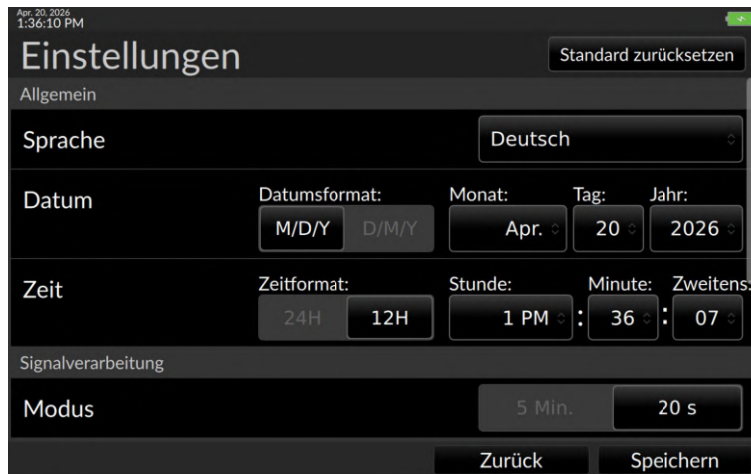 Apr. 20, 2026
1:36:10 PM
Einstellungen
Standard zurücksetzen
Allgemein
Sprache
Deutsch
Datum
Datumsformat: Monat: Tag: Jahr:
M/D/Y D/M/Y Apr. 20 2026
Zeit
Zeitformat: Stunde: Minute: Zweitens:
24H 12H 1 PM : 36 : 07
Signalverarbeitung
Modus
5 Min. 20 s
Zurück Speichern